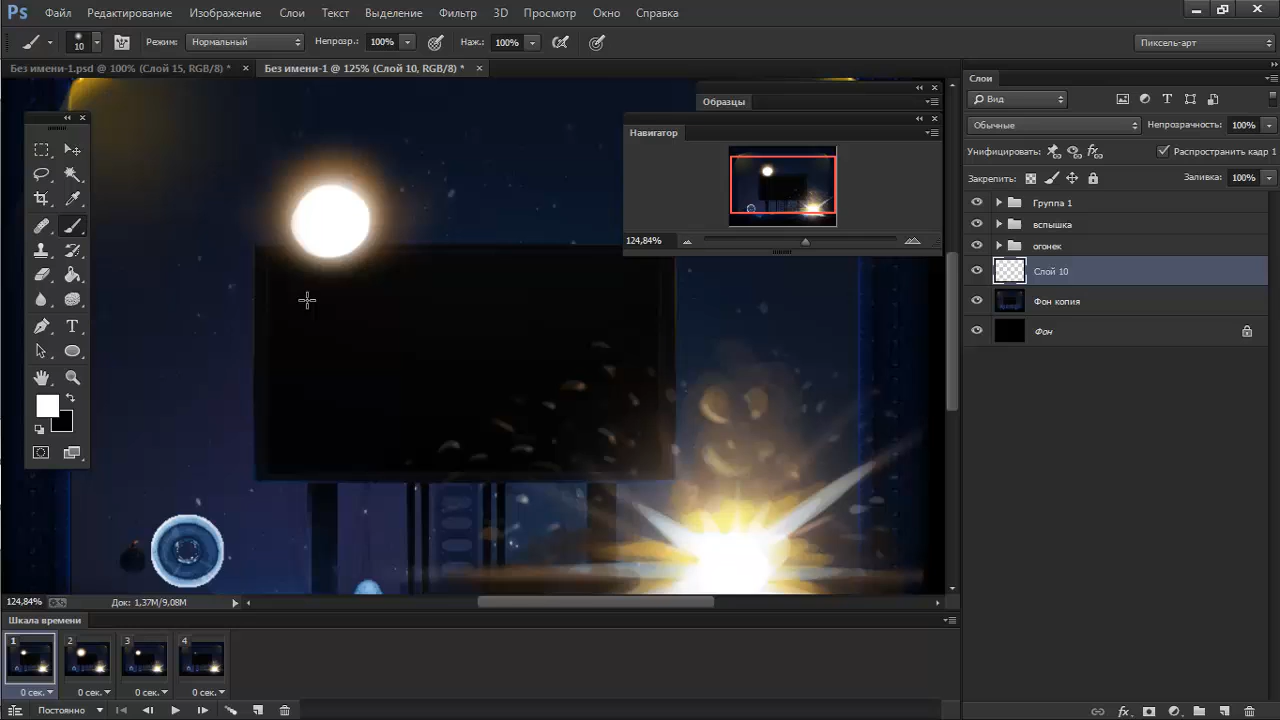 Ps Файл Редактирование Изображение Слои Текст Выделение Фильтр 3D Просмотр Окно Справка
10 Режим: Нормальный Непрозр.: 100% Наж.: 100% Пиксель-арт
Без имени-1.psd @ 100% (Слой 15, RGB/8) * × Без имени-1 @ 125% (Слой 10, RGB/8) * ×
Образцы
Навигатор
124,84%
Слои
Вид
Обычные Непрозрачность: 100%
Унифицировать: Распространить кадр 1
Закрепить: Заливка: 100%
Группа 1
вспышка
огонек
Слой 10
Фон копия
Фон
T
124,84% Док: 1,37M/9,08M
Шкала времени
1 2 3 4
0 сек. 0 сек. 0 сек. 0 сек.
Постоянно
fx